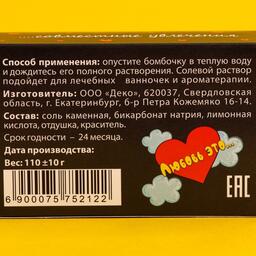 ...совместные увлечения
Способ применения: опустите бомбочку в теплую воду
и дождитесь его полного растворения. Солевой раствор
подойдет для лечебных ванночек и ароматерапии.
Изготовитель: ООО «Деко», 620037, Свердловская
область, г. Екатеринбург, б-р Петра Кожемяко 16-14.
Состав: соль каменная, бикарбонат натрия, лимонная
кислота, отдушка, краситель.
Срок годности - 24 месяца.
Дата производства:
Вес: 110 ±10 г
6 900075 752122
Любовь это...
ЕАС